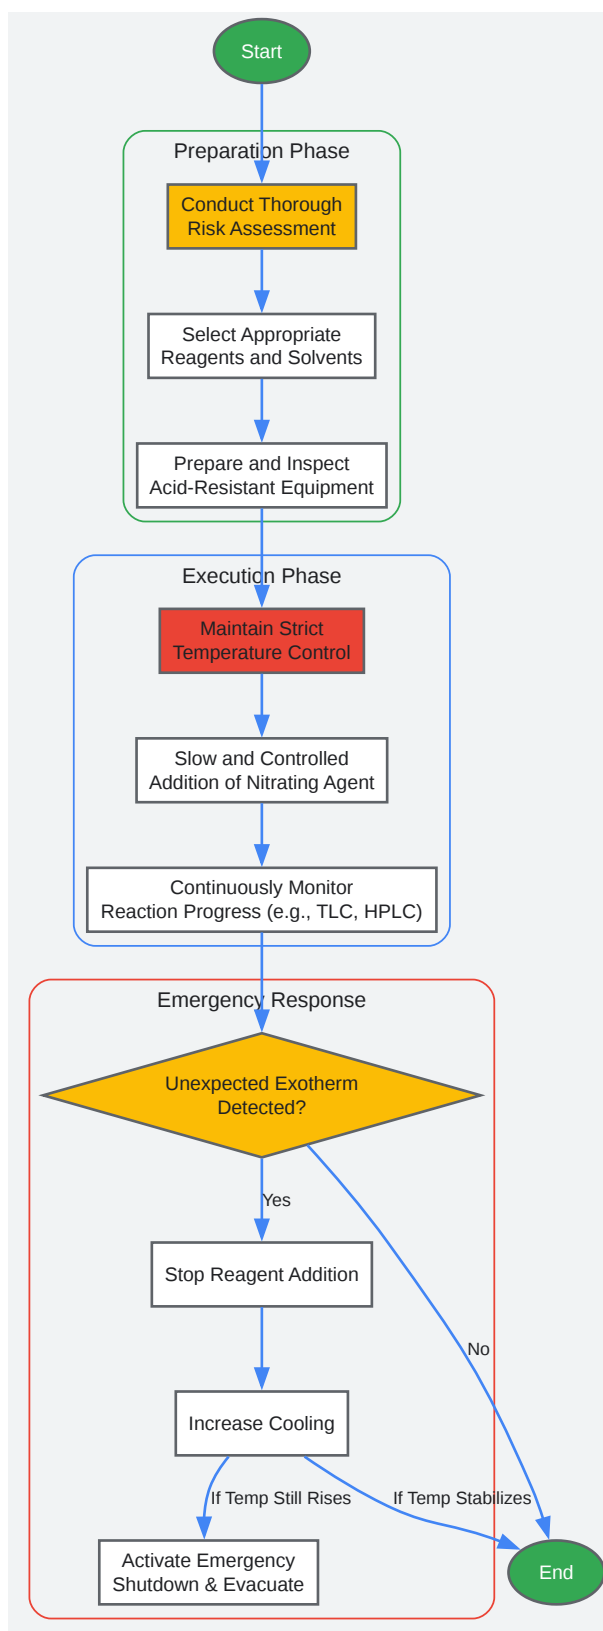 Start
Preparation Phase
Conduct Thorough
Risk Assessment
Select Appropriate
Reagents and Solvents
Prepare and Inspect
Acid-Resistant Equipment
Execution Phase
Maintain Strict
Temperature Control
Slow and Controlled
Addition of Nitrating Agent
Continuously Monitor
Reaction Progress (e.g., TLC, HPLC)
Emergency Response
Unexpected Exotherm
Detected?
Yes
Stop Reagent Addition
No
Increase Cooling
If Temp Still Rises
If Temp Stabilizes
Activate Emergency
Shutdown & Evacuate
End